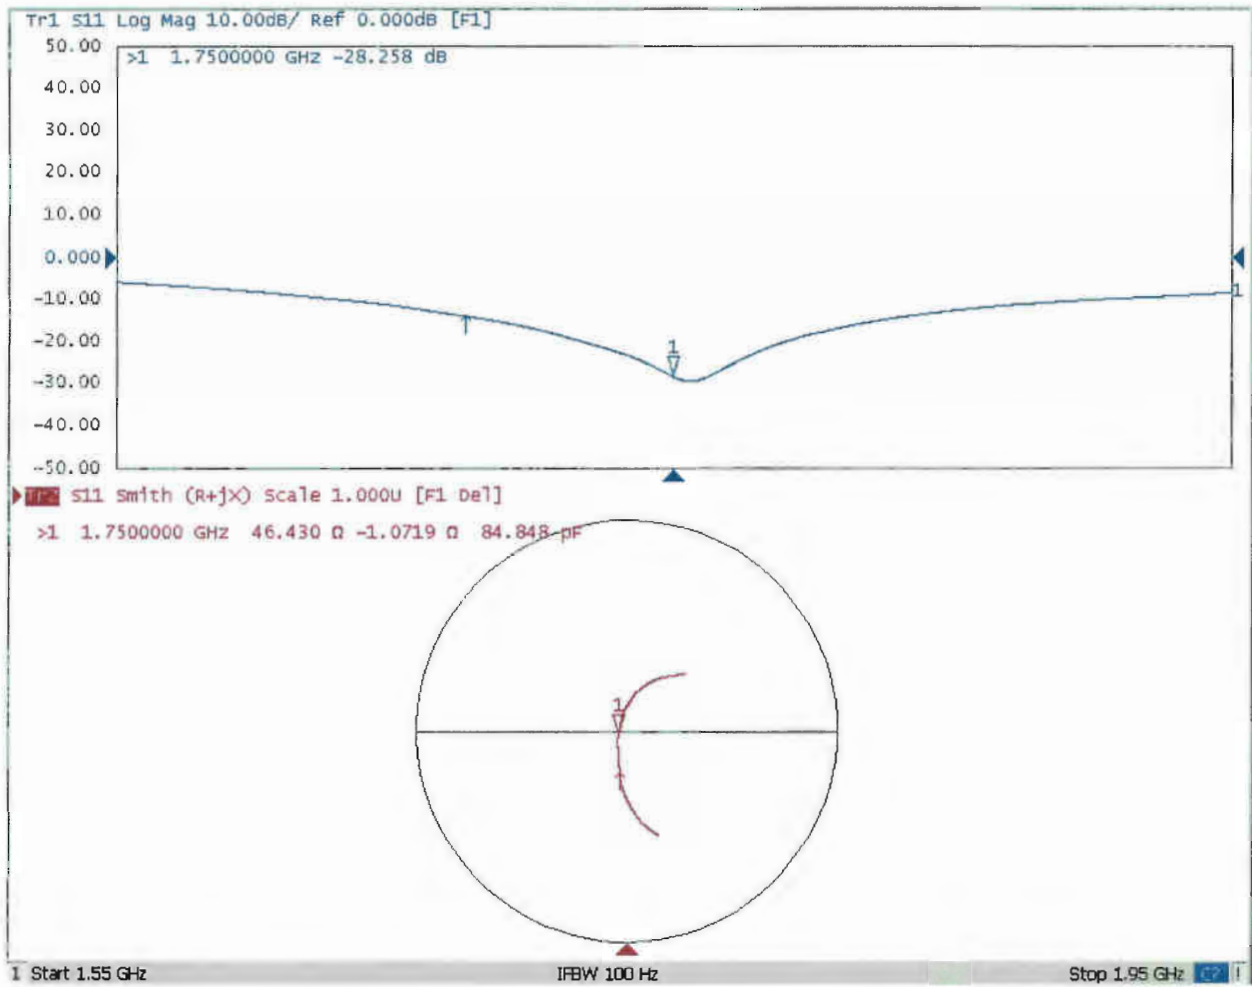 Tr1 S11 Log Mag 10.00dB/ Ref 0.000dB [F1]
50.00
>1 1.7500000 GHz -28.258 dB
40.00
30.00
20.00
10.00
0.000
-10.00
1
-20.00
1
-30.00
-40.00
-50.00
Tr2 S11 Smith (R+jX) Scale 1.000U [F1 Del]
>1 1.7500000 GHz 46.430 Ω -1.0719 Ω 84.848 pF
1
1 Start 1.55 GHz IFBW 100 Hz Stop 1.95 GHz C? !